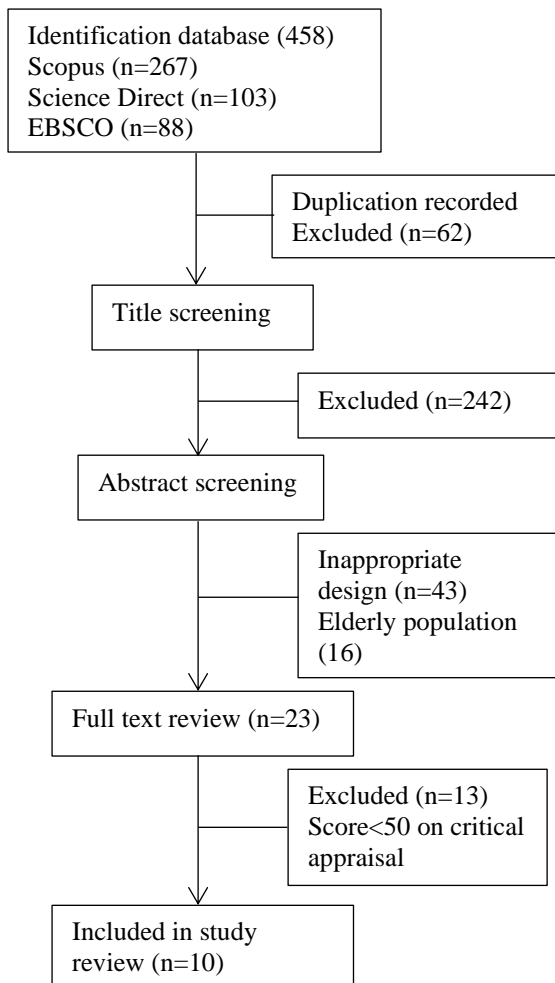 Identification database (458)
Scopus (n=267)
Science Direct (n=103)
EBSCO (n=88)
Duplication recorded
Excluded (n=62)
Title screening
Excluded (n=242)
Abstract screening
Inappropriate
design (n=43)
Elderly population
(16)
Full text review (n=23)
Excluded (n=13)
Score<50 on critical
appraisal
Included in study
review (n=10)